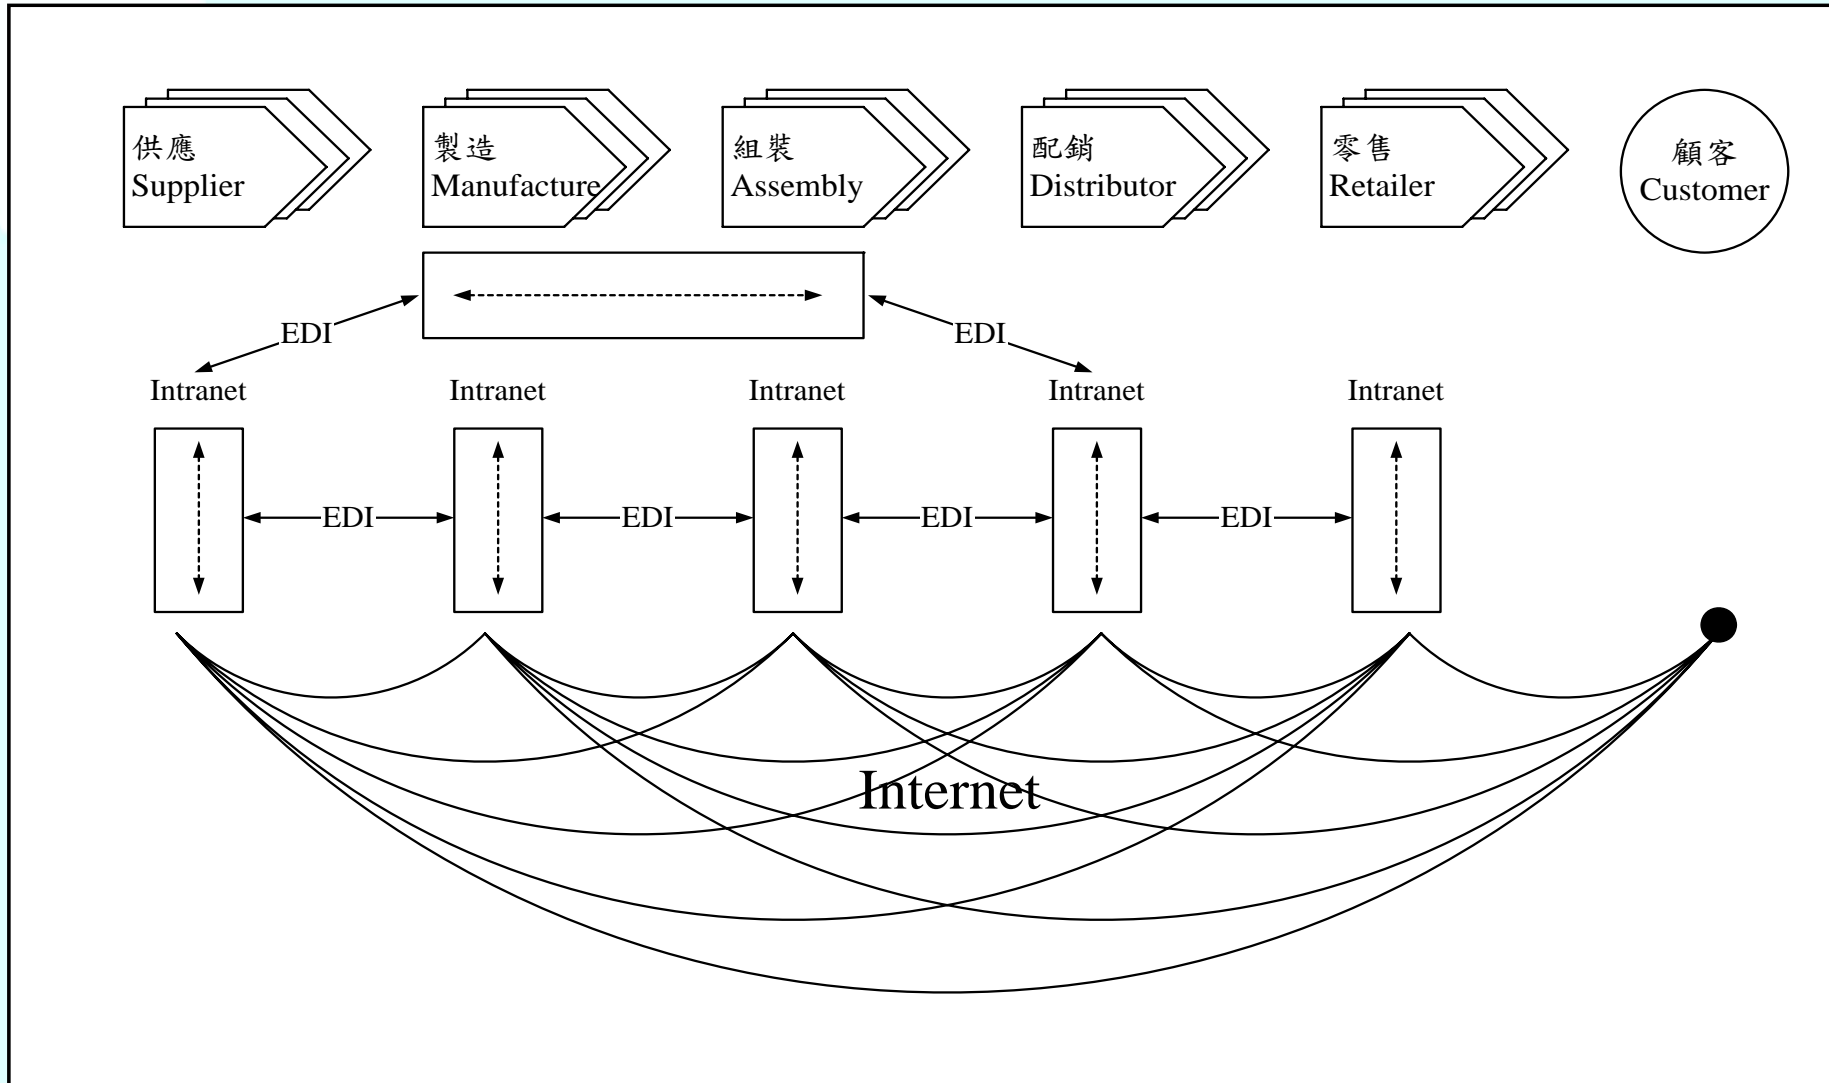 供應
Supplier
製造
Manufacture
組裝
Assembly
配銷
Distributor
零售
Retailer
顧客
Customer
EDI
EDI
Intranet
Intranet
Intranet
Intranet
Intranet
EDI
EDI
EDI
EDI
Internet